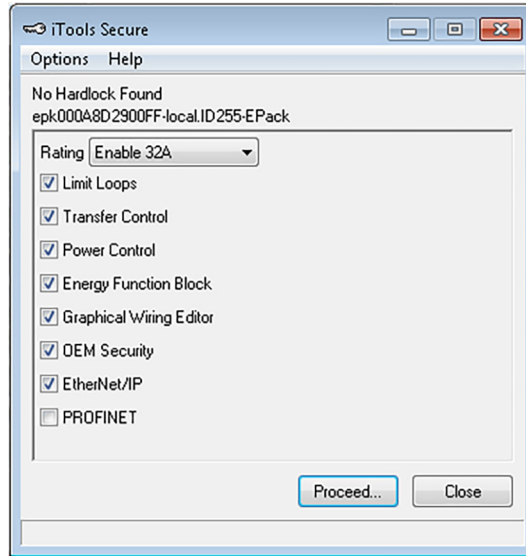 iTools Secure
Options Help
No Hardlock Found
epk000A8D2900FF-local.ID255-EPack
Rating Enable 32A
Limit Loops
Transfer Control
Power Control
Energy Function Block
Graphical Wiring Editor
OEM Security
EtherNet/IP
PROFINET
Proceed... Close